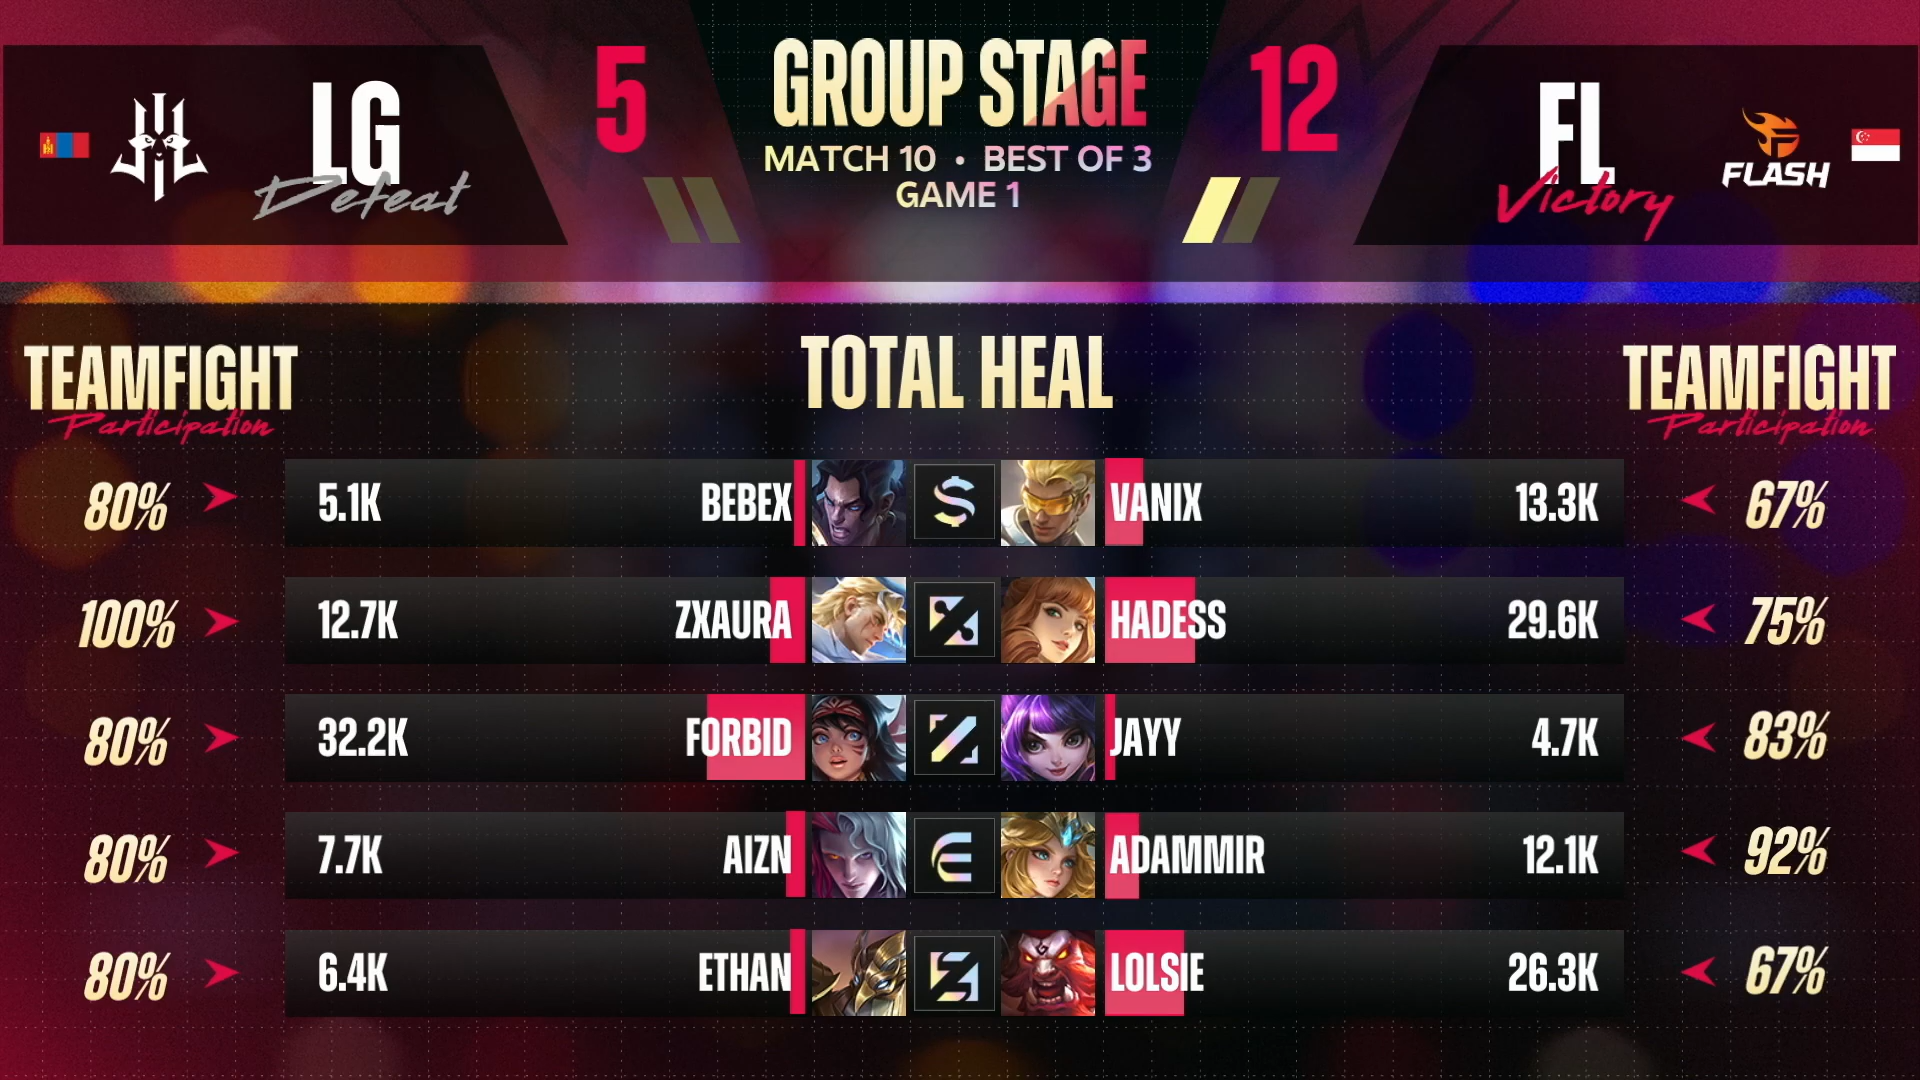 LG
Defeat
5
GROUP STAGE
MATCH 10 • BEST OF 3
GAME 1
12
FL
Victory
FLASH
TEAMFIGHT
Participation
TOTAL HEAL
TEAMFIGHT
Participation
80% 5.1K BEBEX VANIX 13.3K 67%
100% 12.7K ZXAURA HADESS 29.6K 75%
80% 32.2K FORBID JAYY 4.7K 83%
80% 7.7K AIZN ADAMMIR 12.1K 92%
80% 6.4K ETHAN LOLSIE 26.3K 67%